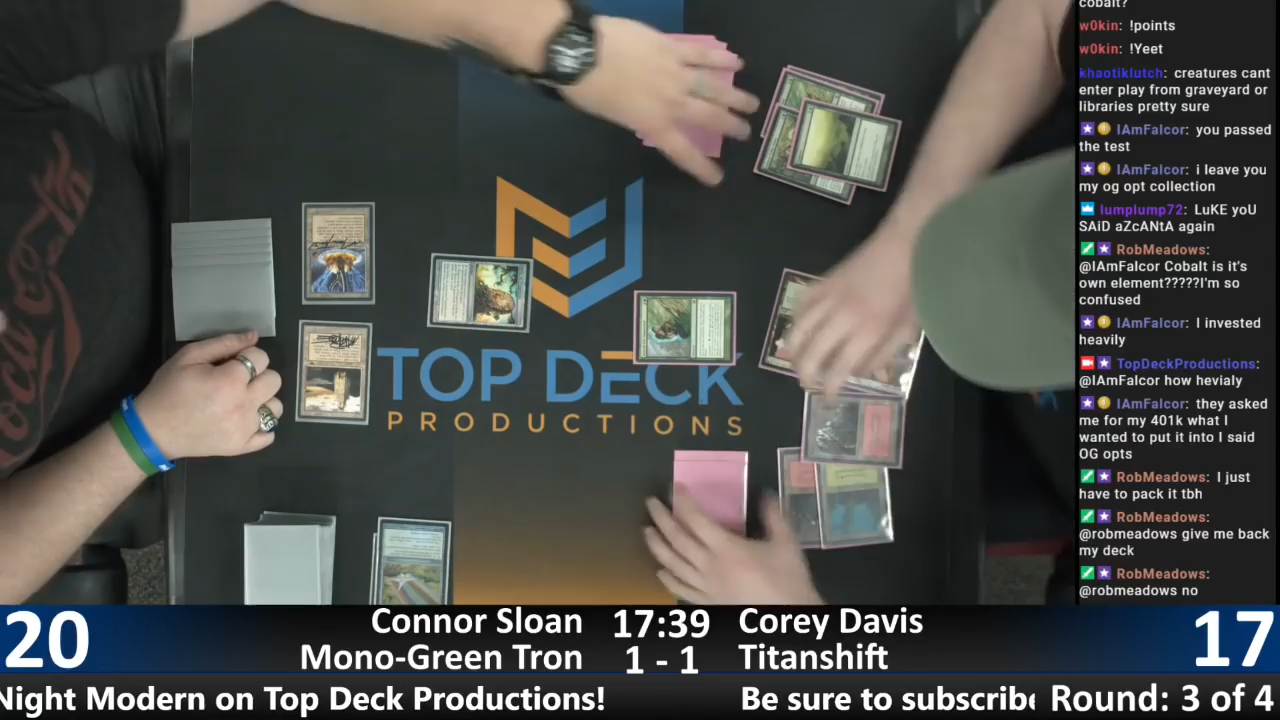 cobalt?
w0kin: !points
w0kin: !Yeet
khaotiklutch: creatures cant
enter play from graveyard or
libraries pretty sure
IAmFalcor: you passed
the test
IAmFalcor: i leave you
my og opt collection
lumplump72: LuKE yoU
SAiD aZcANtA again
RobMeadows:
@IAmFalcor Cobalt is it's
own element?????I'm so
confused
IAmFalcor: I invested
heavily
TopDeckProductions:
@IAmFalcor how hevialy
IAmFalcor: they asked
me for my 401k what I
wanted to put it into I said
OG opts
RobMeadows: I just
have to pack it tbh
RobMeadows:
@robmeadows give me back
my deck
RobMeadows:
@robmeadows no
TOP DECK
PRODUCTIONS
20
Connor Sloan
Mono-Green Tron
17:39
1 - 1
Corey Davis
Titanshift
17
Night Modern on Top Deck Productions!
Be sure to subscribe
Round: 3 of 4